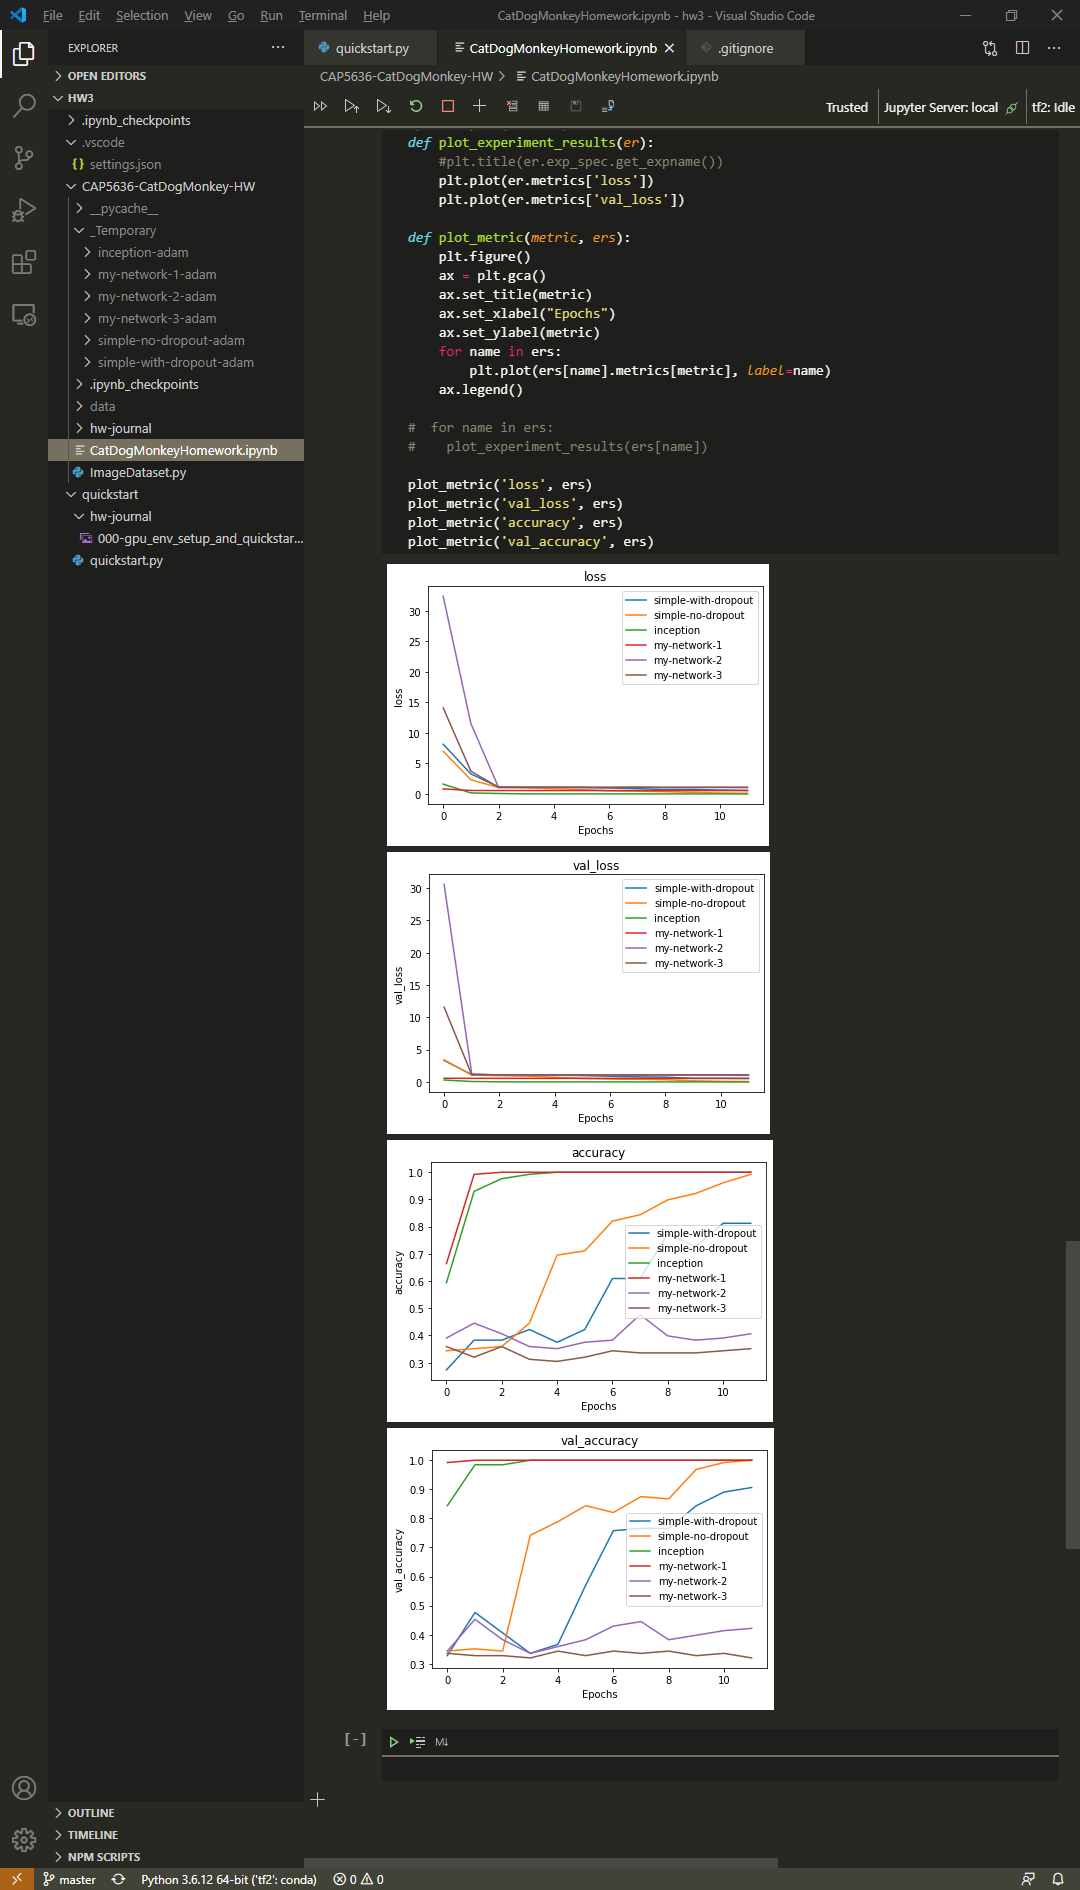 File Edit Selection View Go Run Terminal Help CatDogMonkeyHomework.ipynb - hw3 - Visual Studio Code
EXPLORER
OPEN EDITORS
HW3
.ipynb_checkpoints
.vscode
settings.json
CAP5636-CatDogMonkey-HW
__pycache__
_Temporary
inception-adam
my-network-1-adam
my-network-2-adam
my-network-3-adam
simple-no-dropout-adam
simple-with-dropout-adam
.ipynb_checkpoints
data
hw-journal
CatDogMonkeyHomework.ipynb
ImageDataset.py
quickstart
hw-journal
000-gpu_env_setup_and_quickstar...
quickstart.py
OUTLINE
TIMELINE
NPM SCRIPTS
quickstart.py CatDogMonkeyHomework.ipynb .gitignore
CAP5636-CatDogMonkey-HW > CatDogMonkeyHomework.ipynb
Trusted Jupyter Server: local tf2: Idle
def plot_experiment_results(er):
#plt.title(er.exp_spec.get_expname())
plt.plot(er.metrics['loss'])
plt.plot(er.metrics['val_loss'])
def plot_metric(metric, ers):
plt.figure()
ax = plt.gca()
ax.set_title(metric)
ax.set_xlabel("Epochs")
ax.set_ylabel(metric)
for name in ers:
plt.plot(ers[name].metrics[metric], label=name)
ax.legend()
# for name in ers:
# plot_experiment_results(ers[name])
plot_metric('loss', ers)
plot_metric('val_loss', ers)
plot_metric('accuracy', ers)
plot_metric('val_accuracy', ers)
loss
simple-with-dropout
simple-no-dropout
inception
my-network-1
my-network-2
my-network-3
30
25
20
15
10
5
0
loss
0 2 4 6 8 10
Epochs
val_loss
simple-with-dropout
simple-no-dropout
inception
my-network-1
my-network-2
my-network-3
30
25
20
15
10
5
0
val_loss
0 2 4 6 8 10
Epochs
accuracy
1.0
0.9
0.8
0.7
0.6
0.5
0.4
0.3
accuracy
simple-with-dropout
simple-no-dropout
inception
my-network-1
my-network-2
my-network-3
0 2 4 6 8 10
Epochs
val_accuracy
1.0
0.9
0.8
0.7
0.6
0.5
0.4
0.3
val_accuracy
simple-with-dropout
simple-no-dropout
inception
my-network-1
my-network-2
my-network-3
0 2 4 6 8 10
Epochs
[-] M↓
master Python 3.6.12 64-bit ('tf2': conda) 0 0